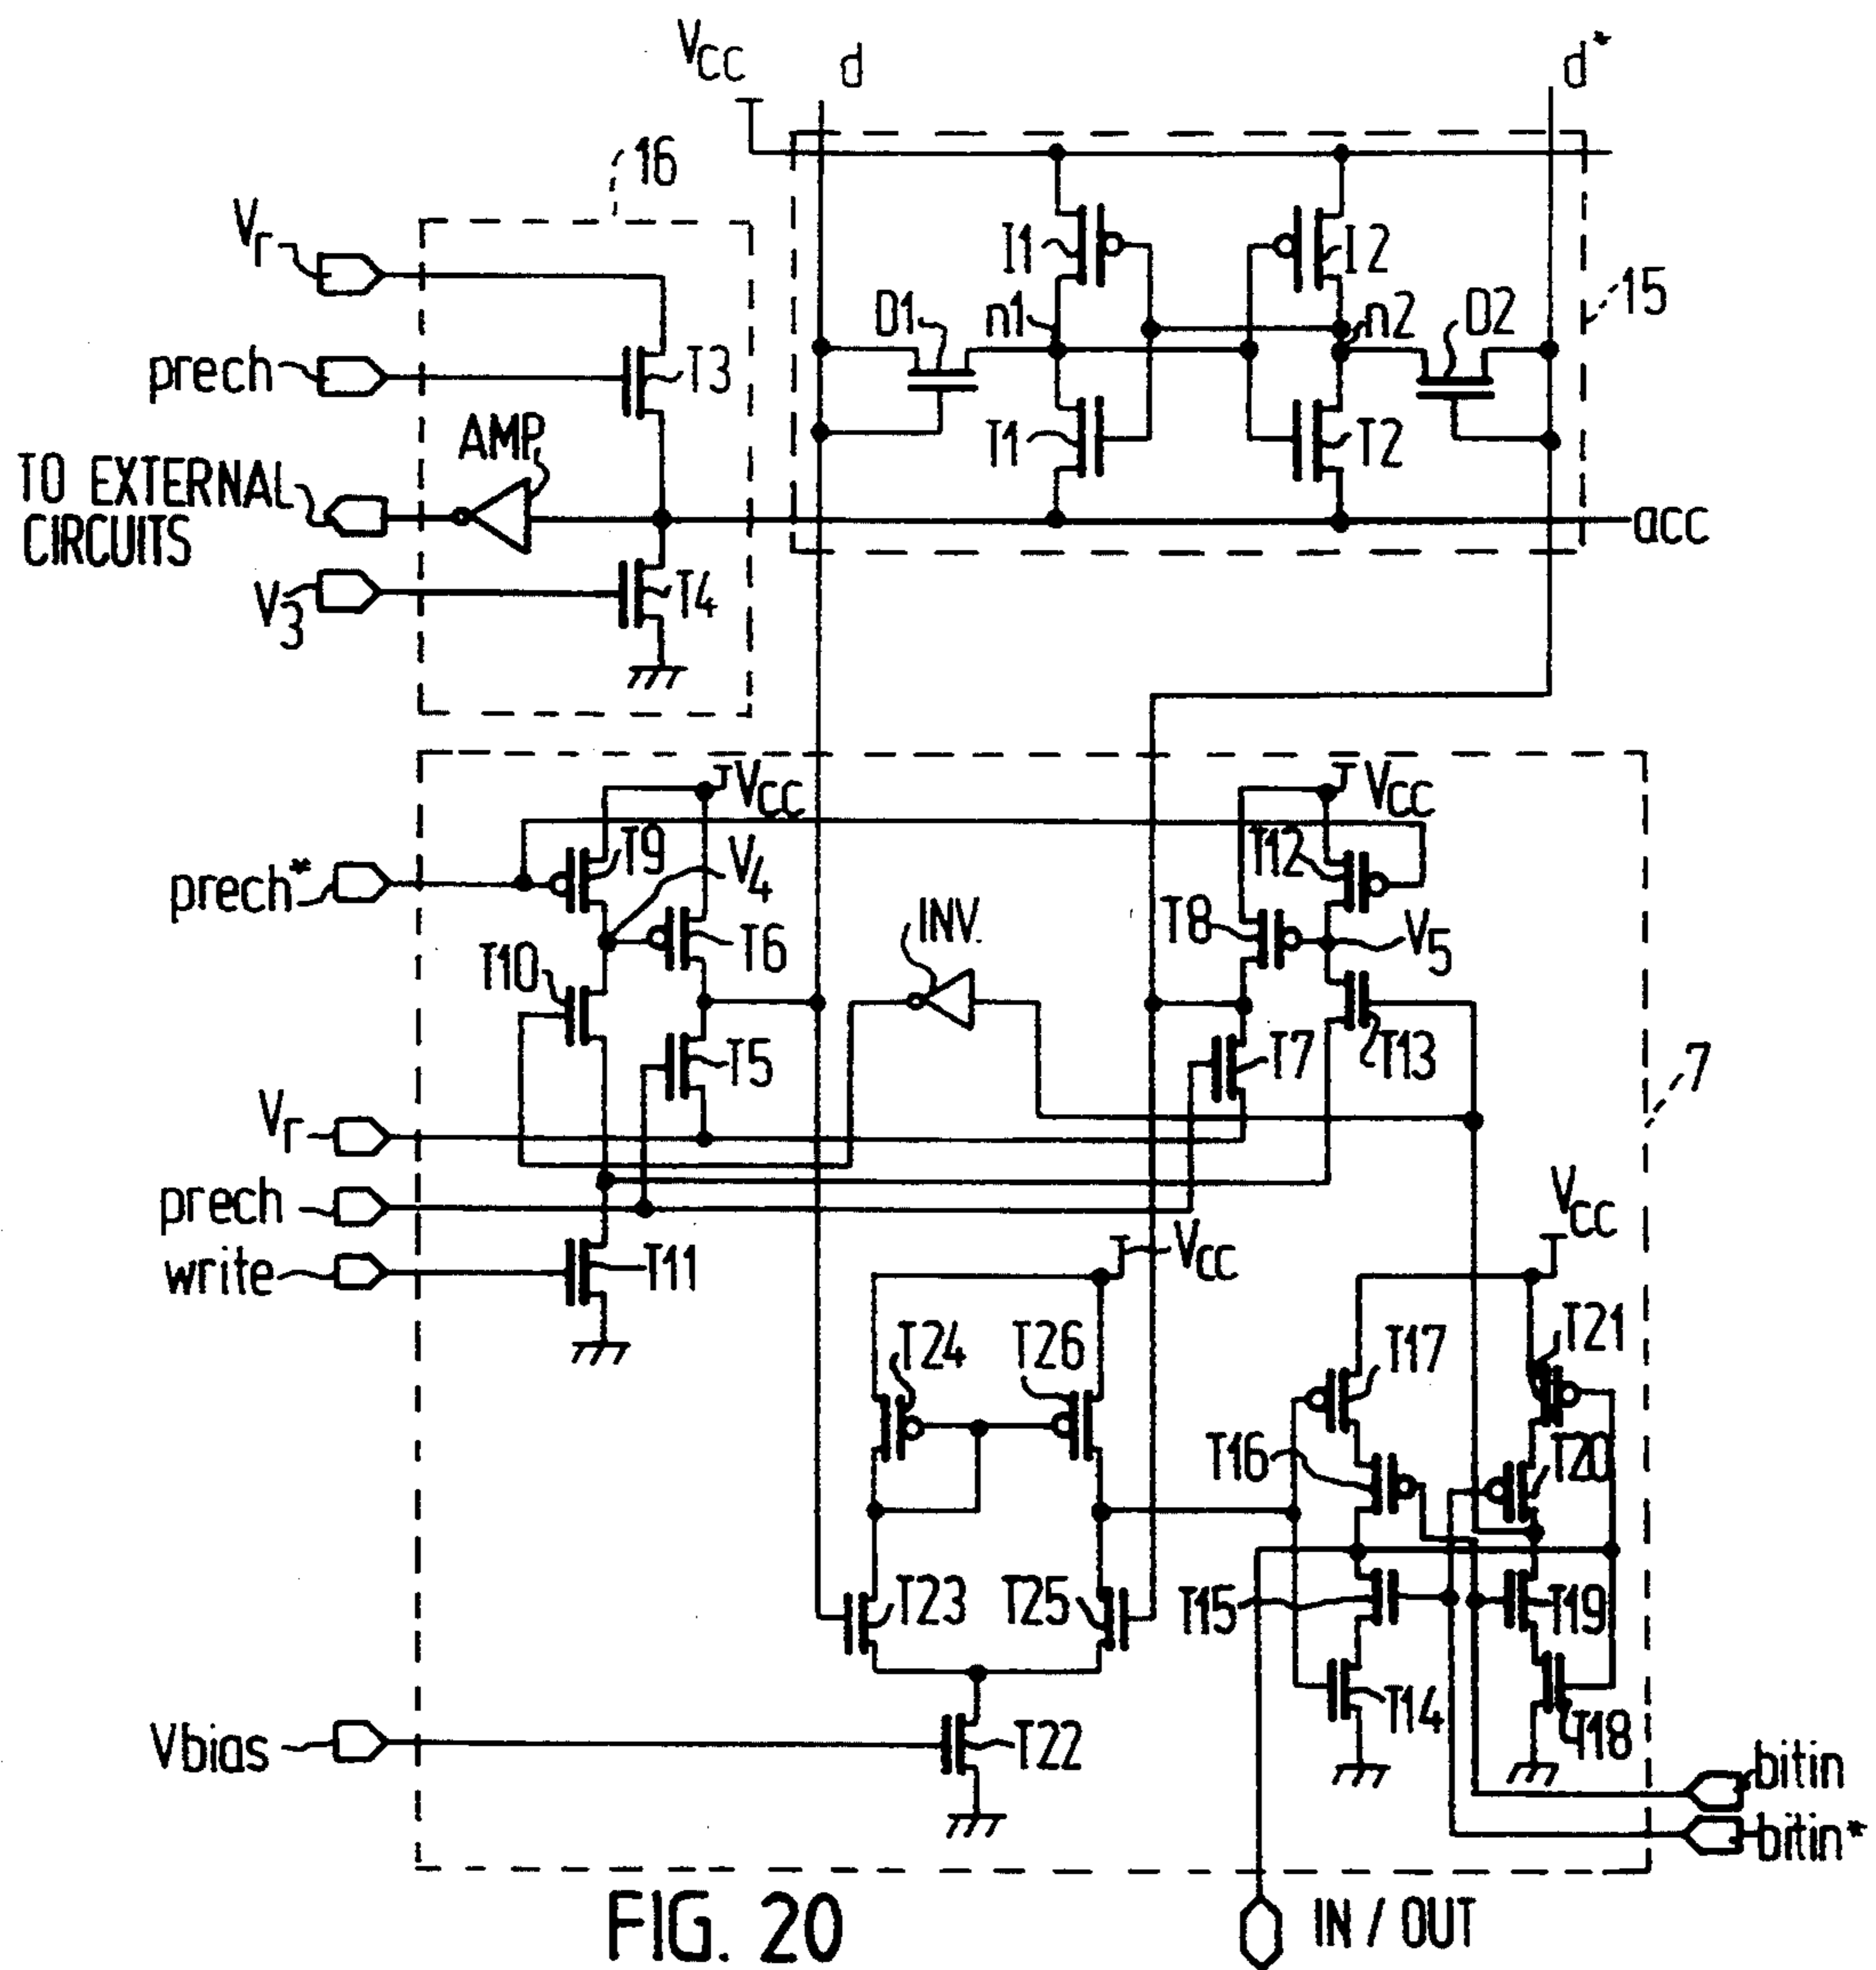 VCC
d
d*
16
Vr
I1
I2
15
D1
n1
n2
D2
prech
T3
AMP.
T1
T2
TO EXTERNAL
CIRCUITS
acc
V3
T4
VCC
VCC
T9
V4
T12
prech*
T8
INV.
T6
V5
T10
T5
T7
T13
7
Vr
prech
VCC
VCC
write
T11
T24
T26
T17
T21
T16
T20
T23
T25
T15
T19
T14
T18
Vbias
T22
bitin
bitin*
FIG. 20
IN / OUT